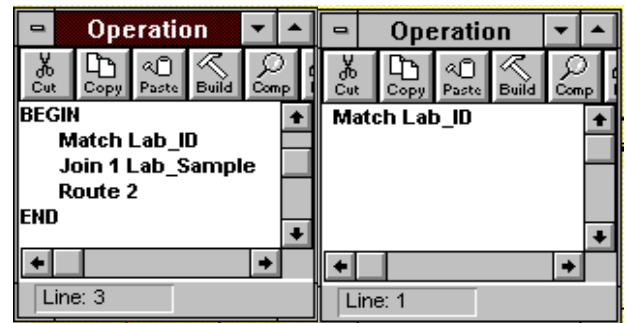 Operation
Cut Copy Paste Build Comp
BEGIN
Match Lab_ID
Join 1 Lab_Sample
Route 2
END
Line: 3
Operation
Cut Copy Paste Build Comp
Match Lab_ID
Line: 1